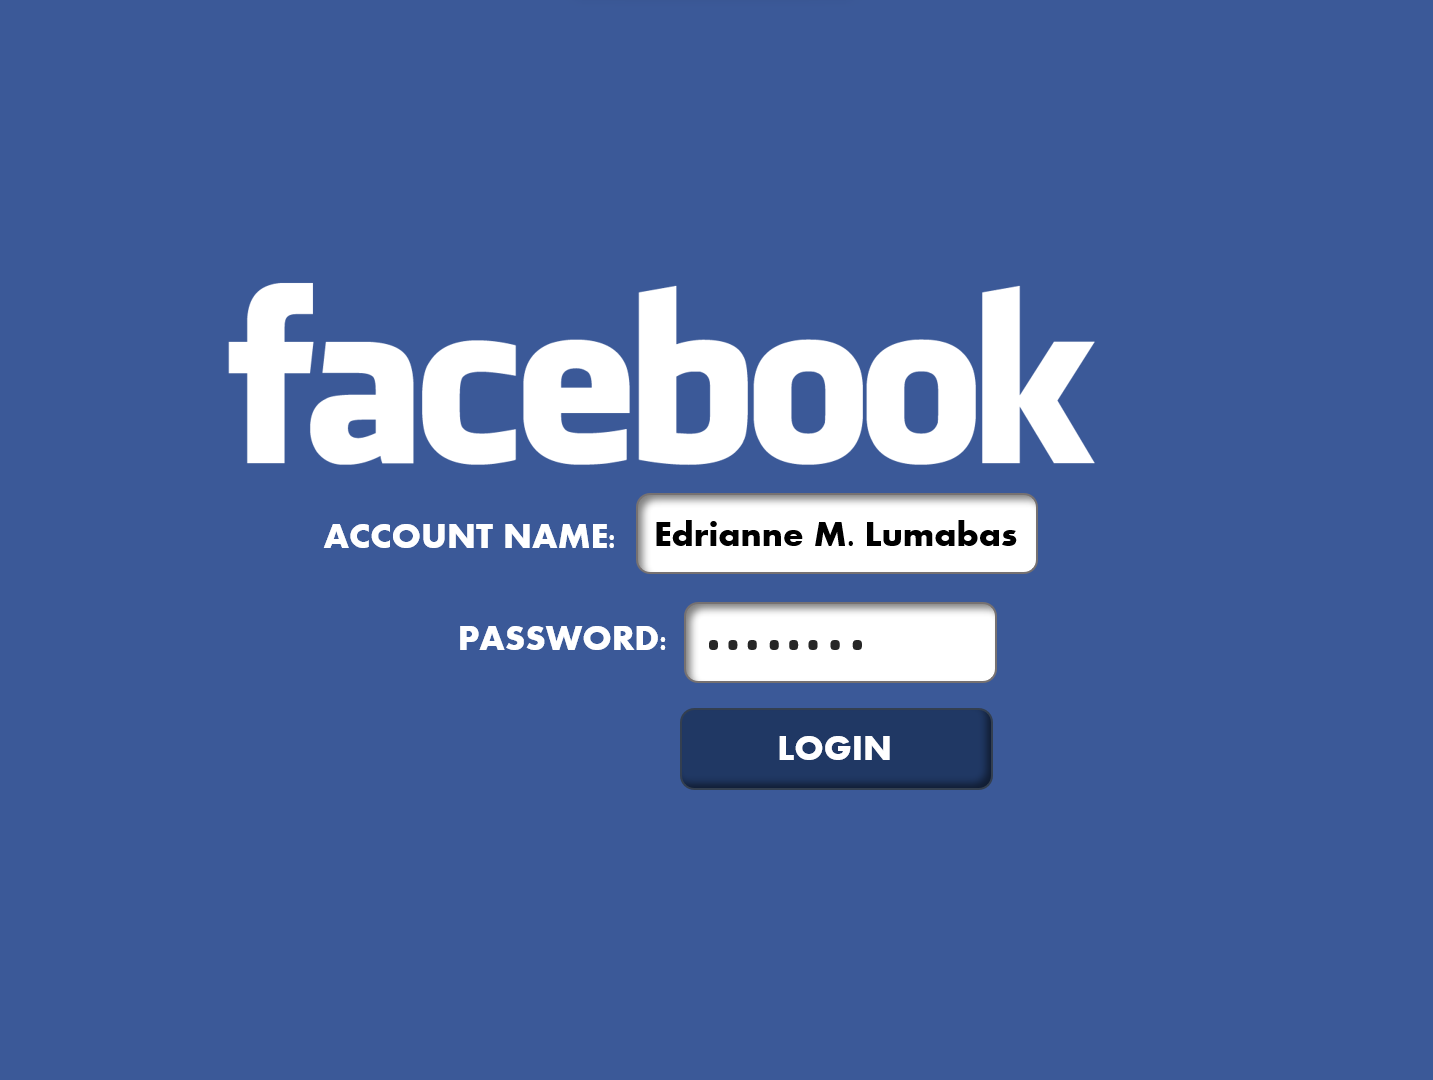 facebook
ACCOUNT NAME: Edrianne M. Lumabas
PASSWORD: ........
LOGIN